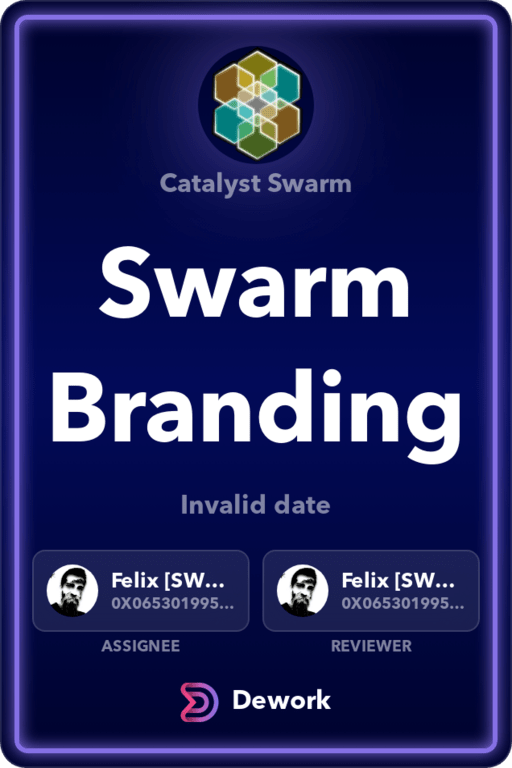 Catalyst Swarm
Swarm
Branding
Invalid date
Felix [SW...
0X065301995...
ASSIGNEE
Felix [SW...
0X065301995...
REVIEWER
Dework